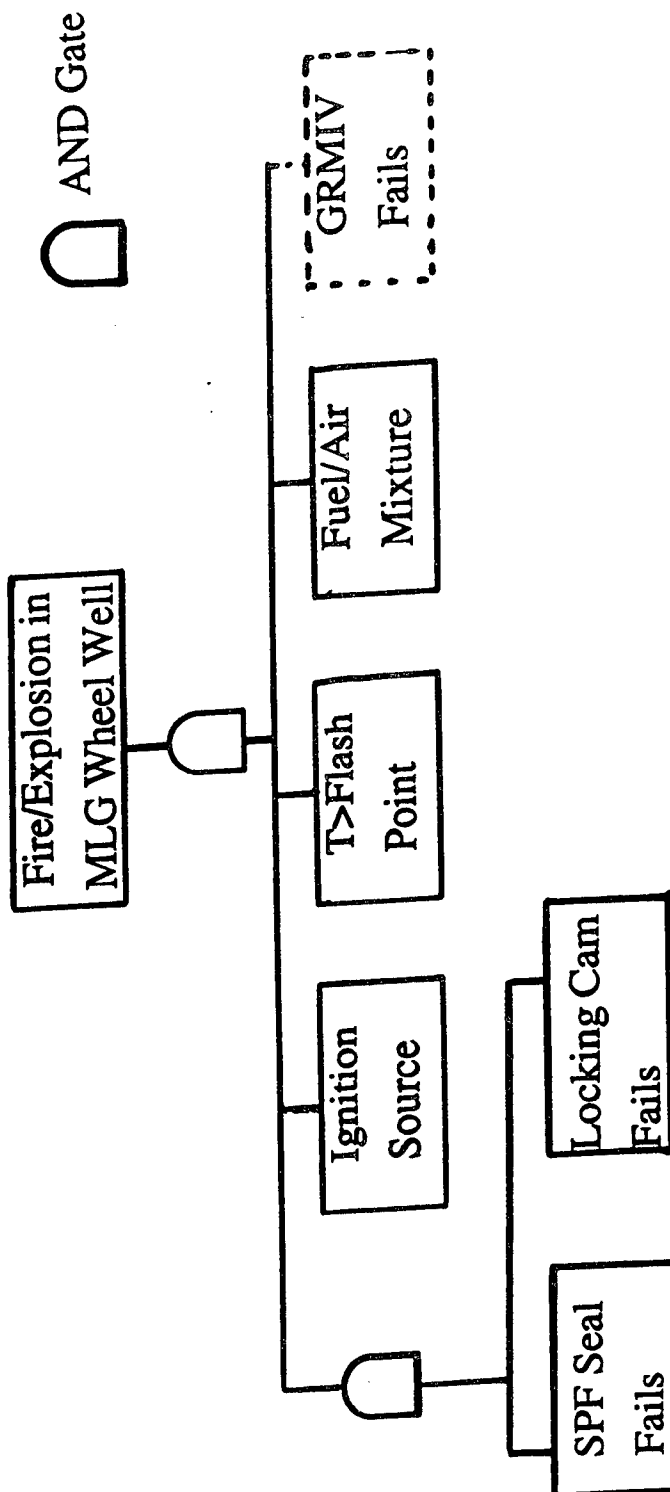 AND Gate
Fire/Explosion in
MLG Wheel Well
Ignition
Source
T>Flash
Point
Fuel/Air
Mixture
GRMIV
Fails
SPF Seal
Fails
Locking Cam
Fails